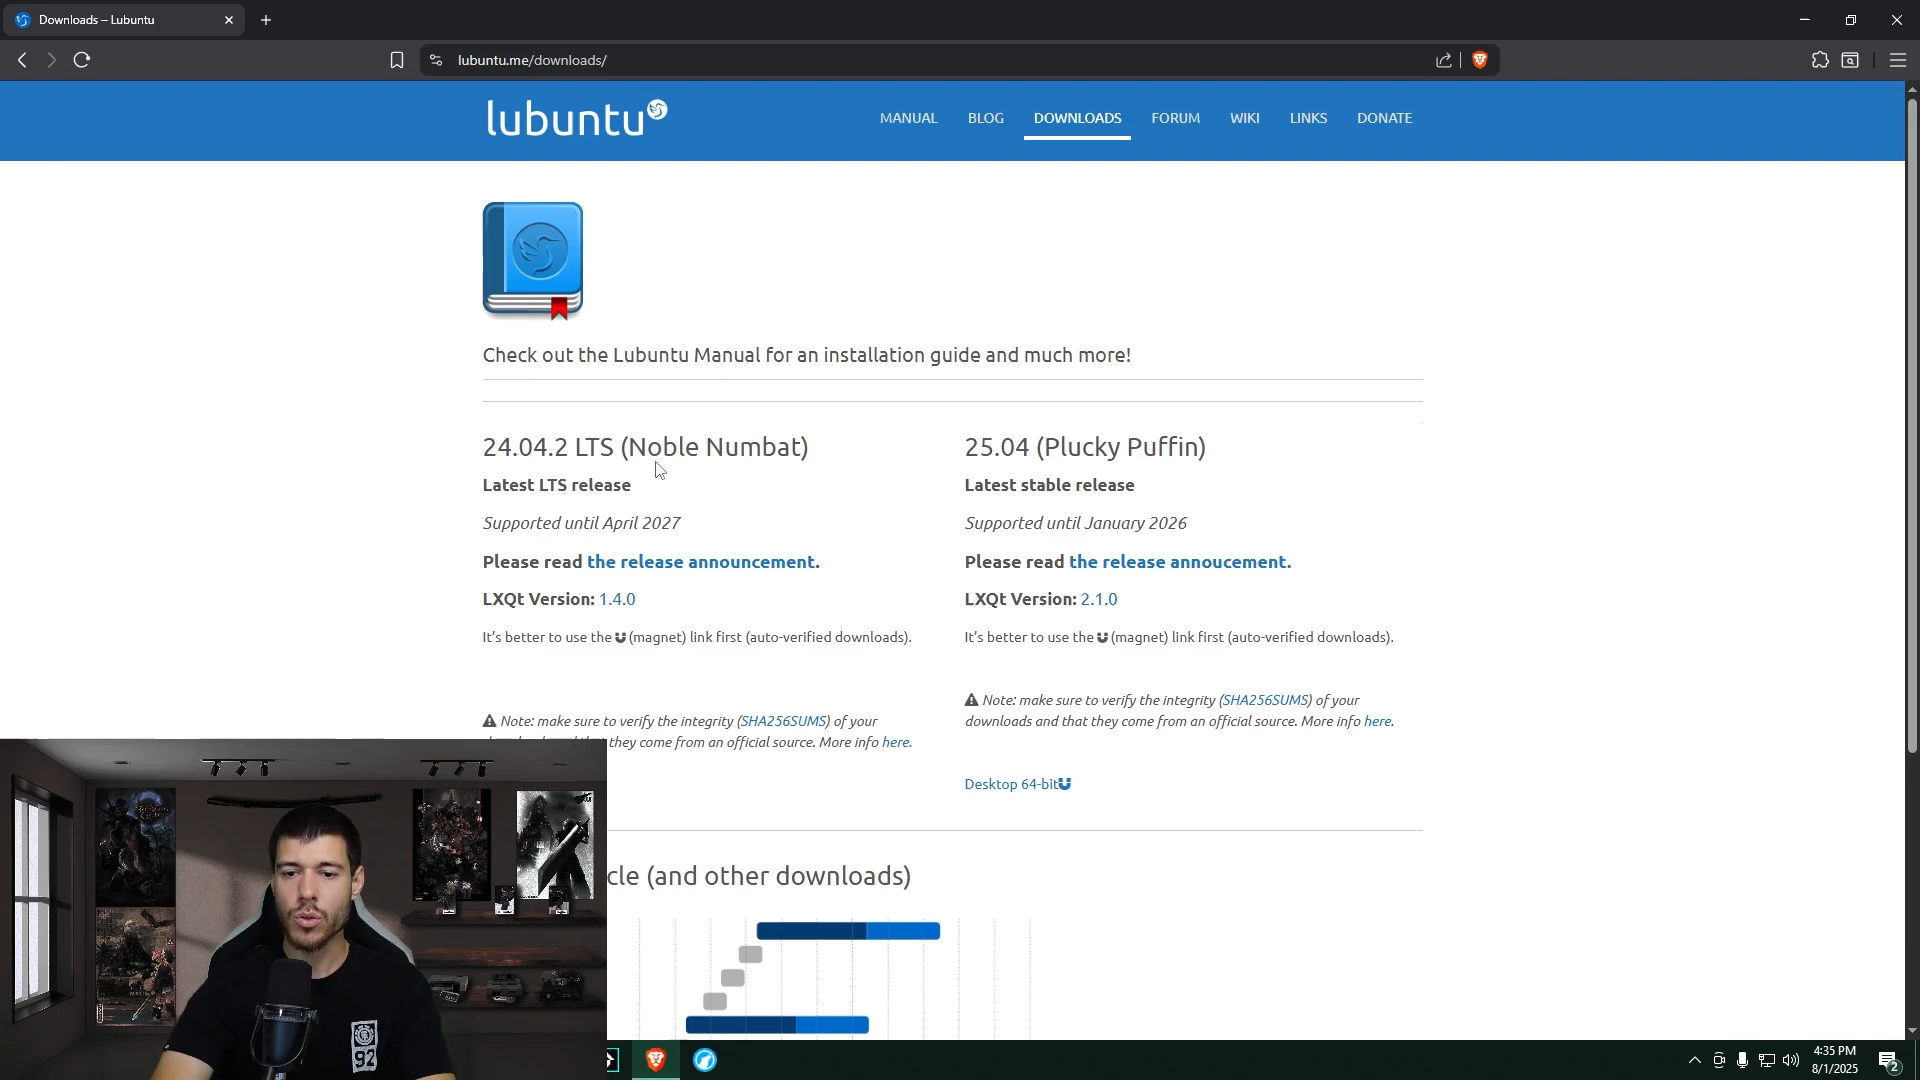 Downloads – Lubuntu
lubuntu.me/downloads/
lubuntu
MANUAL
BLOG
DOWNLOADS
FORUM
WIKI
LINKS
DONATE
Check out the Lubuntu Manual for an installation guide and much more!
24.04.2 LTS (Noble Numbat)
Latest LTS release
Supported until April 2027
Please read the release announcement.
LXQt Version: 1.4.0
It's better to use the (magnet) link first (auto-verified downloads).
Note: make sure to verify the integrity (SHA256SUMS) of your
they come from an official source. More info here.
25.04 (Plucky Puffin)
Latest stable release
Supported until January 2026
Please read the release annoucement.
LXQt Version: 2.1.0
It's better to use the (magnet) link first (auto-verified downloads).
Note: make sure to verify the integrity (SHA256SUMS) of your
downloads and that they come from an official source. More info here.
Desktop 64-bit
cle (and other downloads)
92
4:35 PM
8/1/2025
2